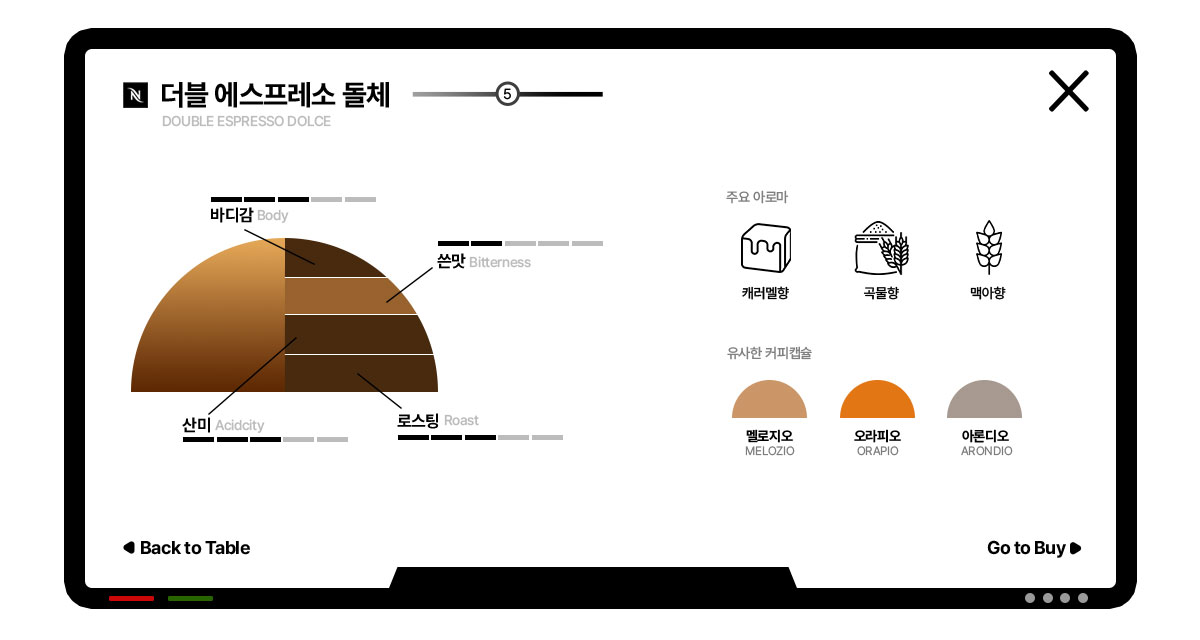 더블 에스프레소 돌체
5
DOUBLE ESPRESSO DOLCE
바디감 Body
쓴맛 Bitterness
산미 Acidcity
로스팅 Roast
주요 아로마
캐러멜향
곡물향
맥아향
유사한 커피캡슐
멜로지오
MELOZIO
오라피오
ORAPIO
아론디오
ARONDIO
Back to Table
Go to Buy